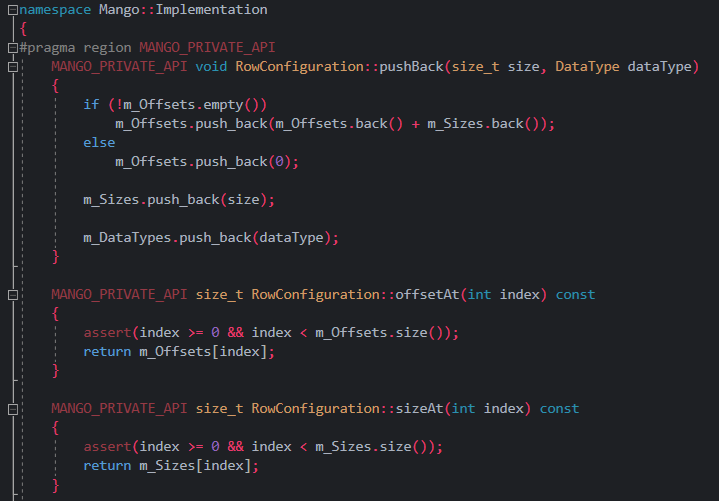 namespace Mango::Implementation
{
#pragma region MANGO_PRIVATE_API
    MANGO_PRIVATE_API void RowConfiguration::pushBack(size_t size, DataType dataType)
    {
        if (!m_Offsets.empty())
            m_Offsets.push_back(m_Offsets.back() + m_Sizes.back());
        else
            m_Offsets.push_back(0);

        m_Sizes.push_back(size);

        m_DataTypes.push_back(dataType);
    }

    MANGO_PRIVATE_API size_t RowConfiguration::offsetAt(int index) const
    {
        assert(index >= 0 && index < m_Offsets.size());
        return m_Offsets[index];
    }

    MANGO_PRIVATE_API size_t RowConfiguration::sizeAt(int index) const
    {
        assert(index >= 0 && index < m_Sizes.size());
        return m_Sizes[index];
    }